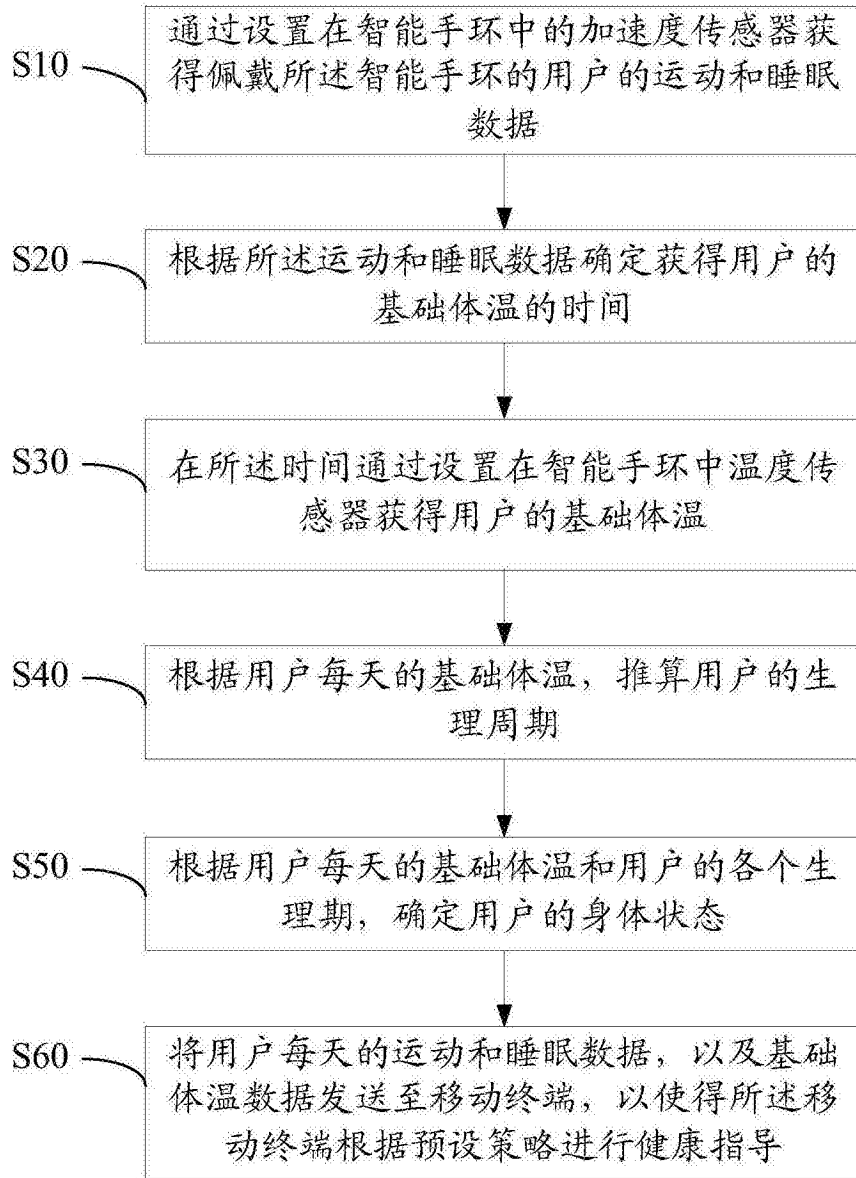 S10
通过设置在智能手环中的加速度传感器获
得佩戴所述智能手环的用户的运动和睡眠
数据
S20
根据所述运动和睡眠数据确定获得用户的
基础体温的时间
S30
在所述时间通过设置在智能手环中温度传
感器获得用户的基础体温
S40
根据用户每天的基础体温，推算用户的生
理周期
S50
根据用户每天的基础体温和用户的各个生
理期，确定用户的身体状态
S60
将用户每天的运动和睡眠数据，以及基础
体温数据发送至移动终端，以使得所述移
动终端根据预设策略进行健康指导